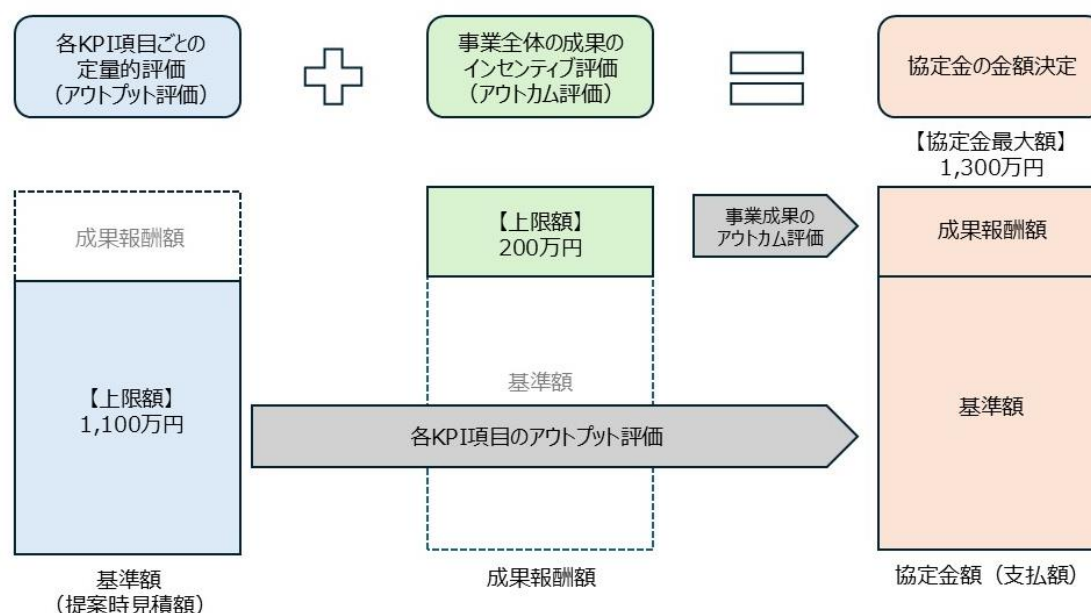 各KPI項目ごとの
定量的評価
（アウトプット評価）
事業全体の成果の
インセンティブ評価
（アウトカム評価）
協定金の金額決定
【協定金最大額】
1,300万円
成果報酬額
【上限額】
200万円
事業成果の
アウトカム評価
成果報酬額
【上限額】
1,100万円
基準額
各KPI項目のアウトプット評価
基準額
基準額
（提案時見積額）
成果報酬額
協定金額（支払額）